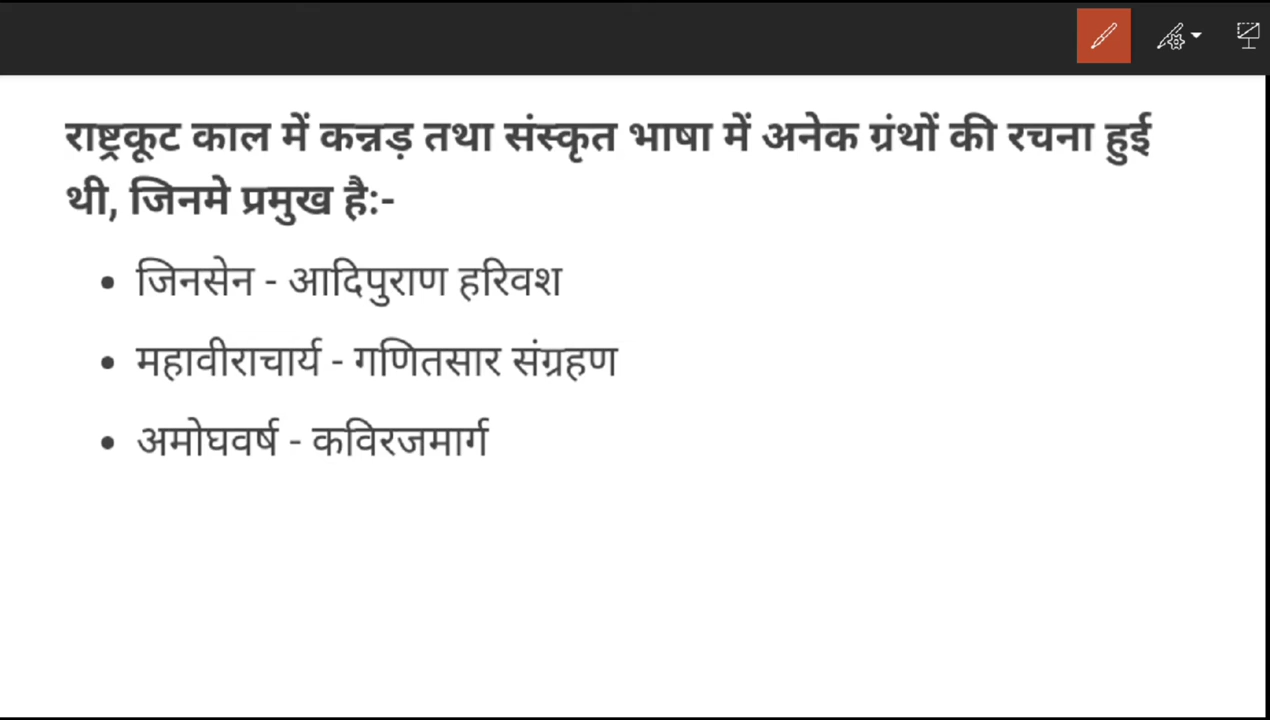 राष्ट्रकूट काल में कन्नड़ तथा संस्कृत भाषा में अनेक ग्रंथों की रचना हुई
थी, जिनमे प्रमुख है:-
• जिनसेन - आदिपुराण हरिवश
• महावीराचार्य - गणितसार संग्रहण
• अमोघवर्ष - कविरजमार्ग